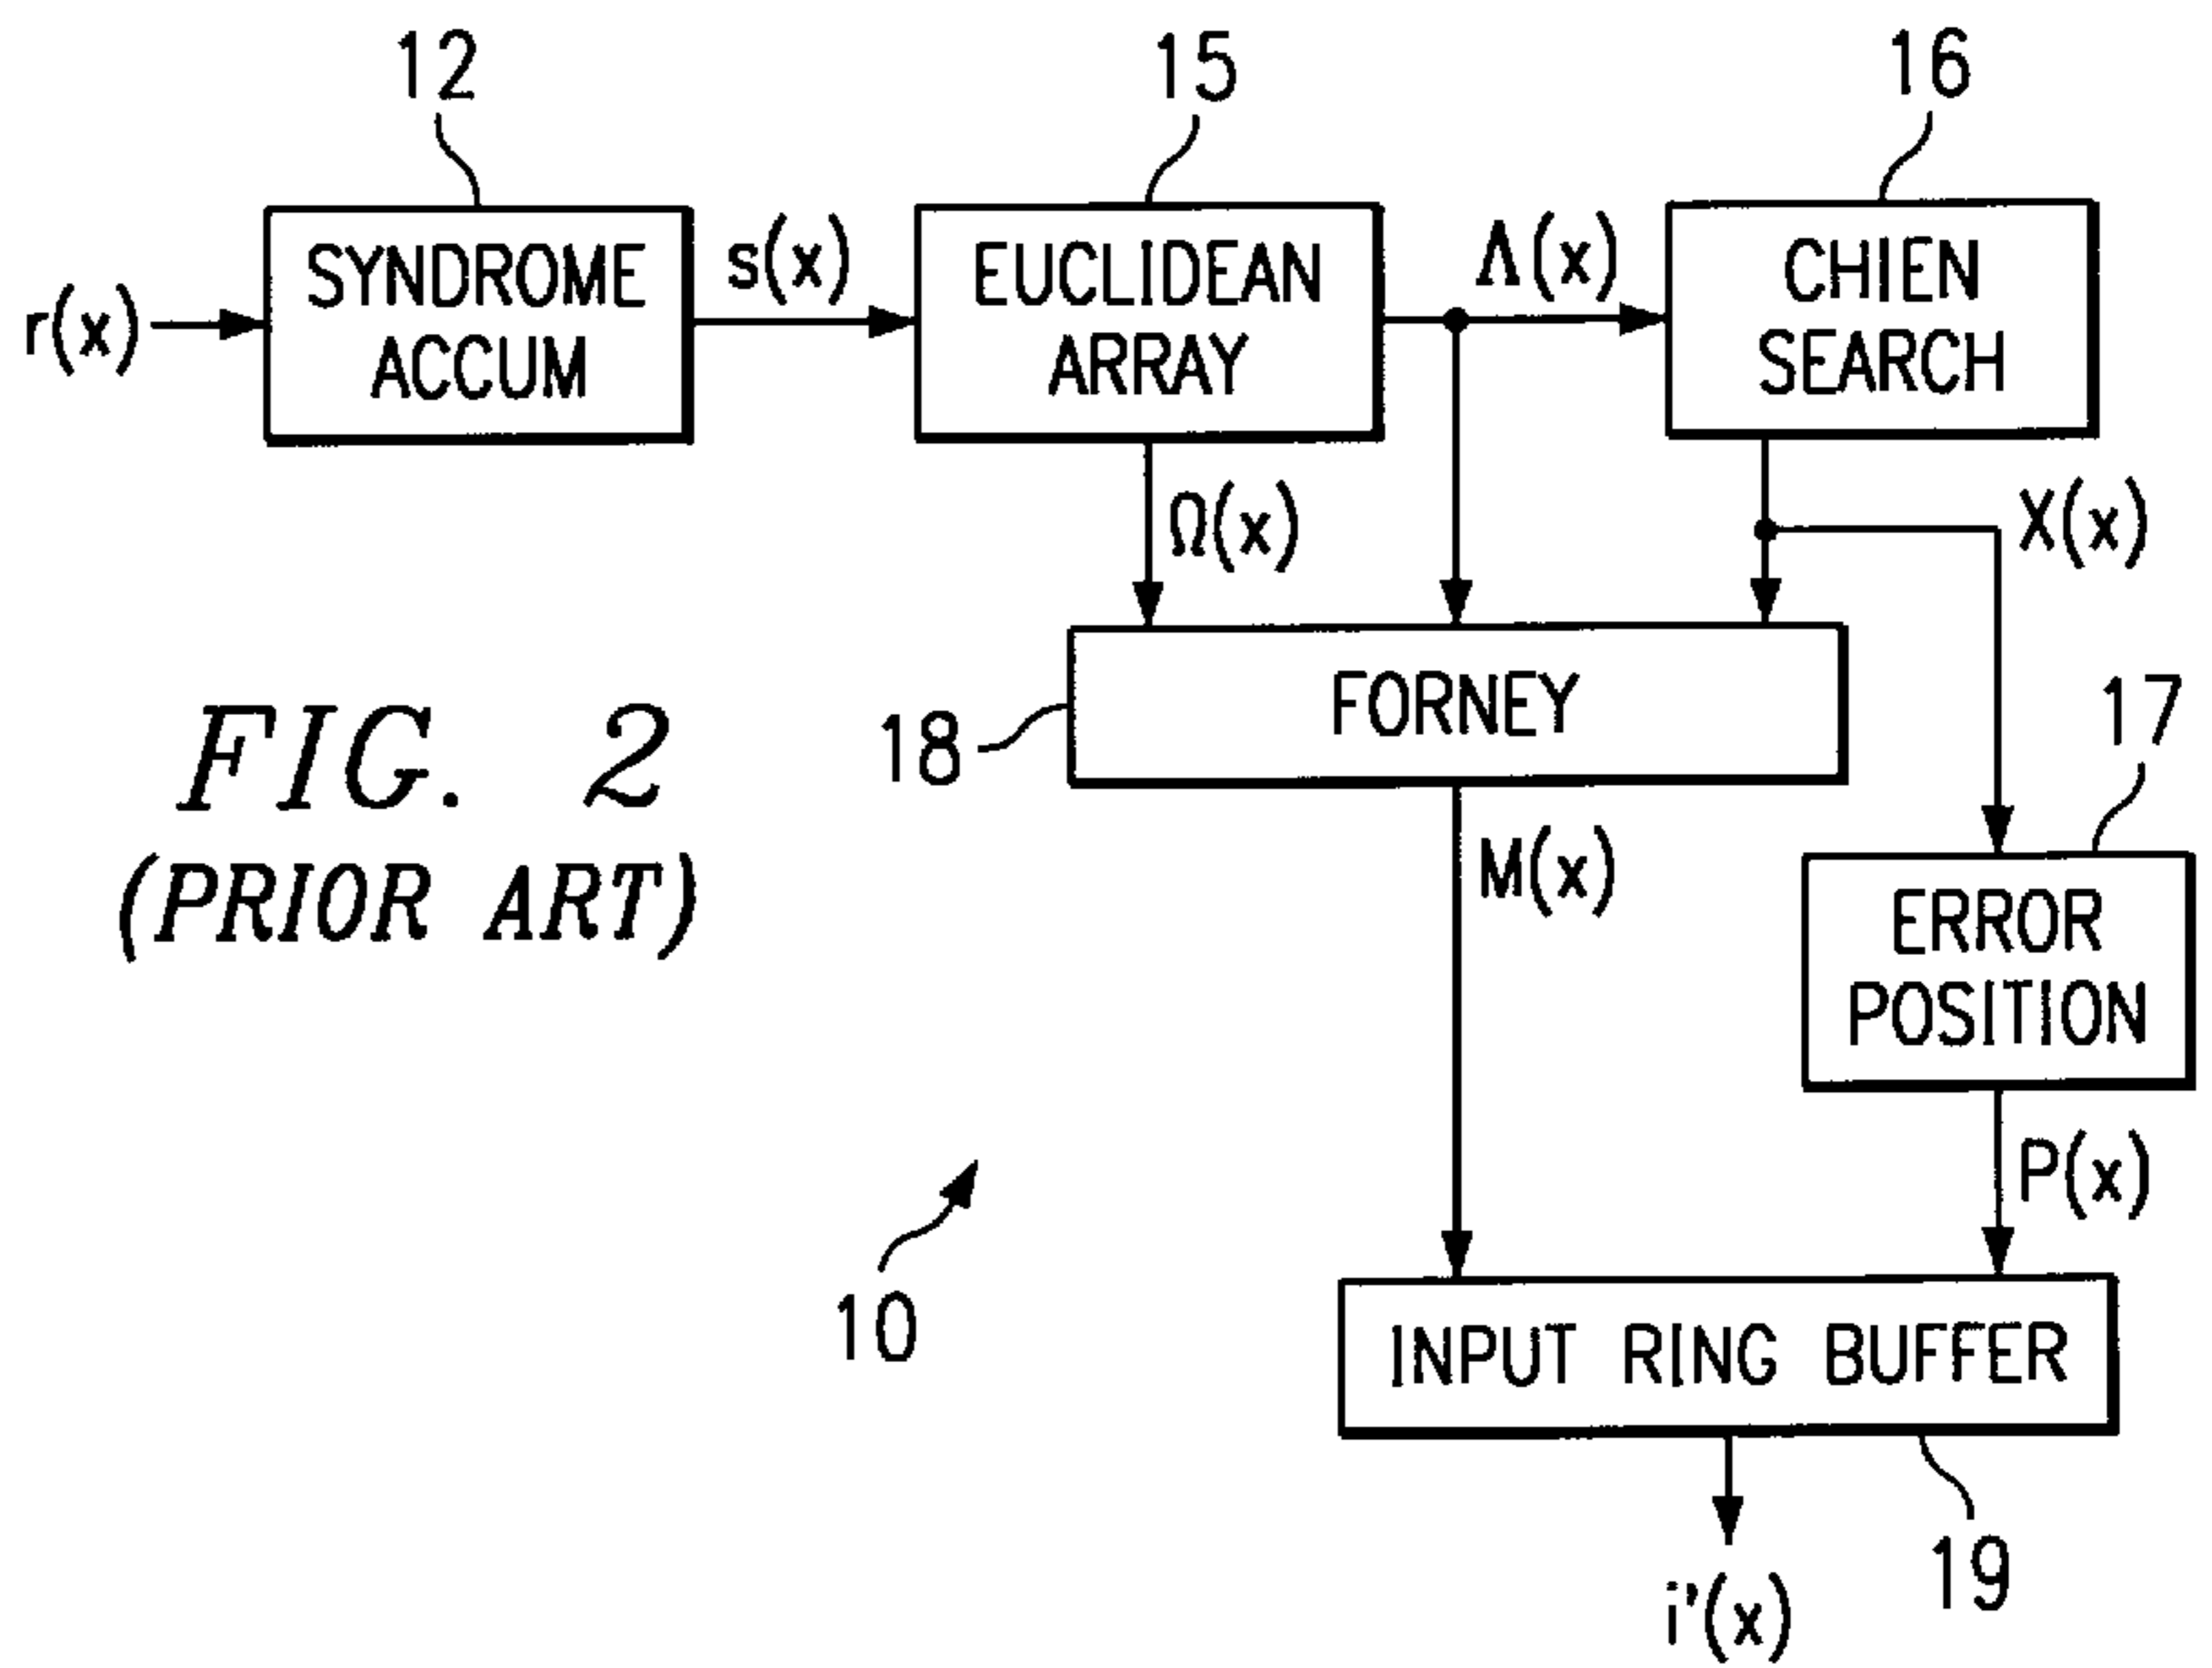 12
15
16
SYNDROME
ACCUM
EUCLIDEAN
ARRAY
CHIEN
SEARCH
r(x)
s(x)
Λ(x)
Ω(x)
X(x)
FORNEY
18
17
FIG. 2
(PRIOR ART)
M(x)
ERROR
POSITION
P(x)
10
INPUT RING BUFFER
19
i'(x)